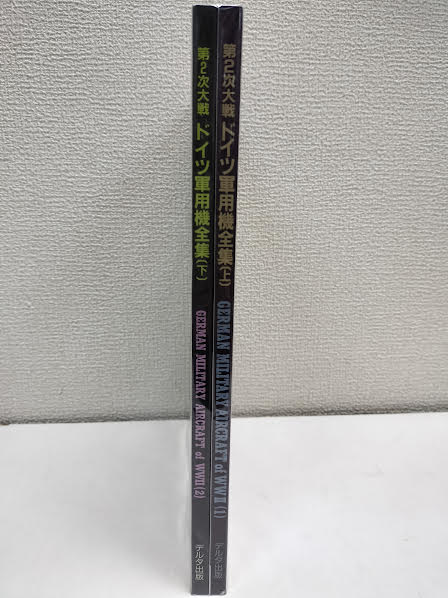 第2次大戦 ドイツ軍用機全集(上)
GERMAN MILITARY AIRCRAFT of WWⅡ (1)
デルタ出版
第2次大戦 ドイツ軍用機全集(下)
GERMAN MILITARY AIRCRAFT of WWⅡ (2)
デルタ出版